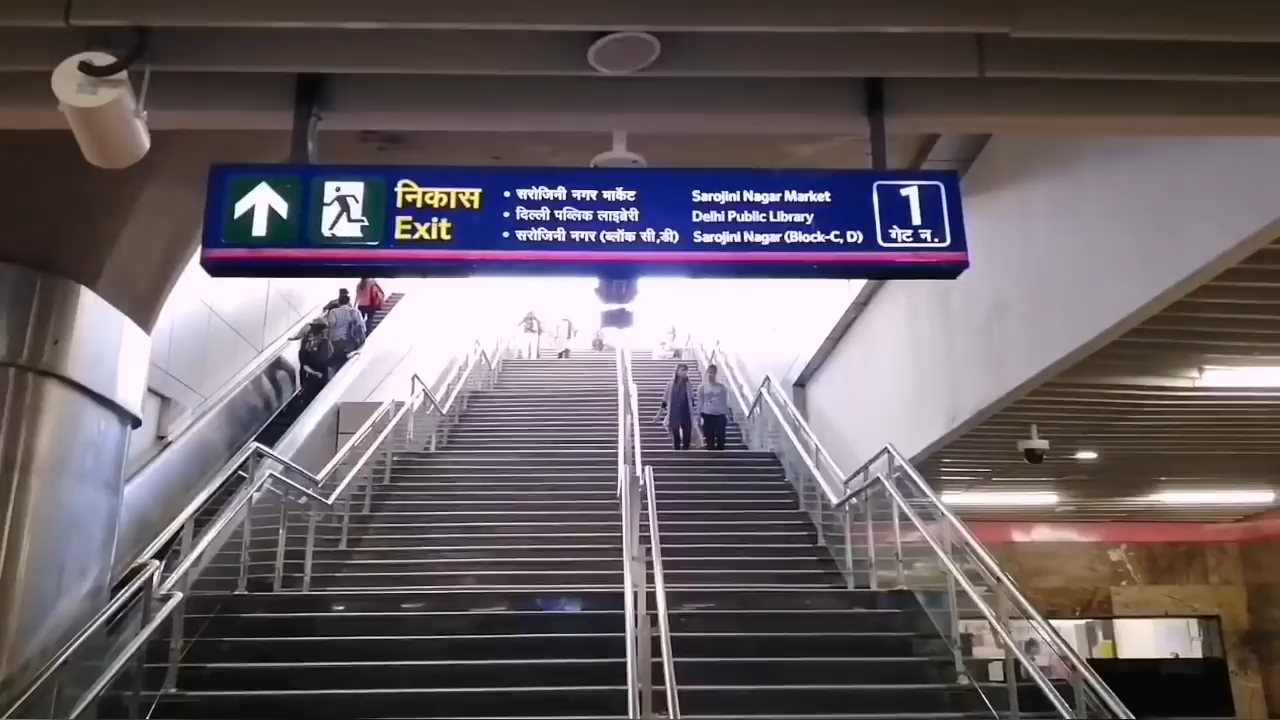 निकास
Exit
• सरोजिनी नगर मार्केट
• दिल्ली पब्लिक लाइब्रेरी
• सरोजिनी नगर (ब्लॉक सी,डी)
Sarojini Nagar Market
Delhi Public Library
Sarojini Nagar (Block-C, D)
1
गेट न.